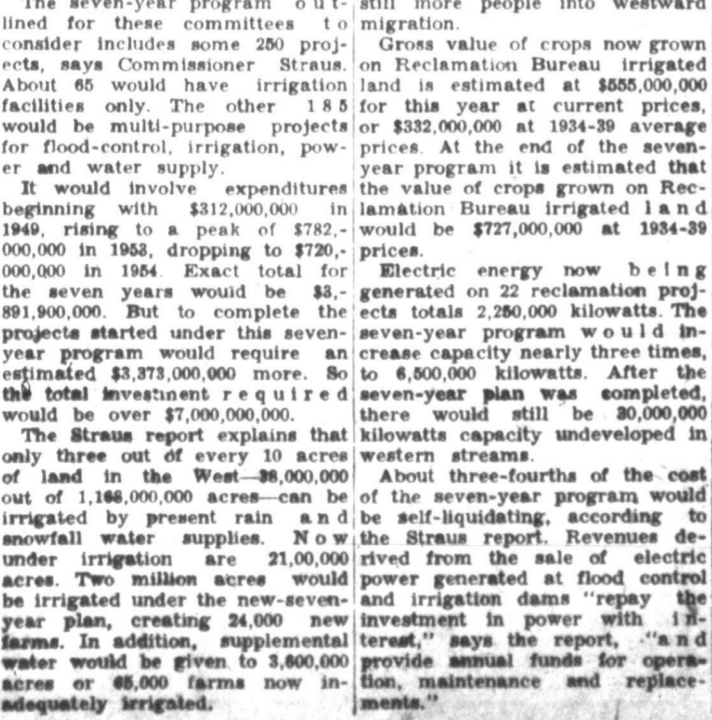 The seven-year program out-
lined for these committees to
consider includes some 250 proj-
ects, says Commissioner Straus.
About 65 would have irrigation
facilities only. The other 185
would be multi-purpose projects
for flood-control, irrigation, pow-
er and water supply.
It would involve expenditures
beginning with $312,000,000 in
1949, rising to a peak of $782,-
000,000 in 1953, dropping to $720,-
000,000 in 1954. Exact total for
the seven years would be $3,-
891,900,000. But to complete the
projects started under this seven-
year program would require an
estimated $3,373,000,000 more. So
the total investment required
would be over $7,000,000,000.
The Straus report explains that
only three out of every 10 acres
of land in the West—38,000,000
out of 1,168,000,000 acres—can be
irrigated by present rain and
snowfall water supplies. Now
under irrigation are 21,00,000
acres. Two million acres would
be irrigated under the new-seven-
year plan, creating 24,000 new
farms. In addition, supplemental
water would be given to 3,600,000
acres or 65,000 farms now in-
adequately irrigated.
still more people into westward
migration.
Gross value of crops now grown
on Reclamation Bureau irrigated
land is estimated at $555,000,000
for this year at current prices,
or $332,000,000 at 1934-39 average
prices. At the end of the seven-
year program it is estimated that
the value of crops grown on Rec-
lamation Bureau irrigated land
would be $727,000,000 at 1934-39
prices.
Electric energy now being
generated on 22 reclamation proj-
ects totals 2,250,000 kilowatts. The
seven-year program would in-
crease capacity nearly three times,
to 6,500,000 kilowatts. After the
seven-year plan was completed,
there would still be 30,000,000
kilowatts capacity undeveloped in
western streams.
About three-fourths of the cost
of the seven-year program would
be self-liquidating, according to
the Straus report. Revenues de-
rived from the sale of electric
power generated at flood control
and irrigation dams "repay the
investment in power with in-
terest," says the report, "and
provide annual funds for opera-
tion, maintenance and replace-
ments."